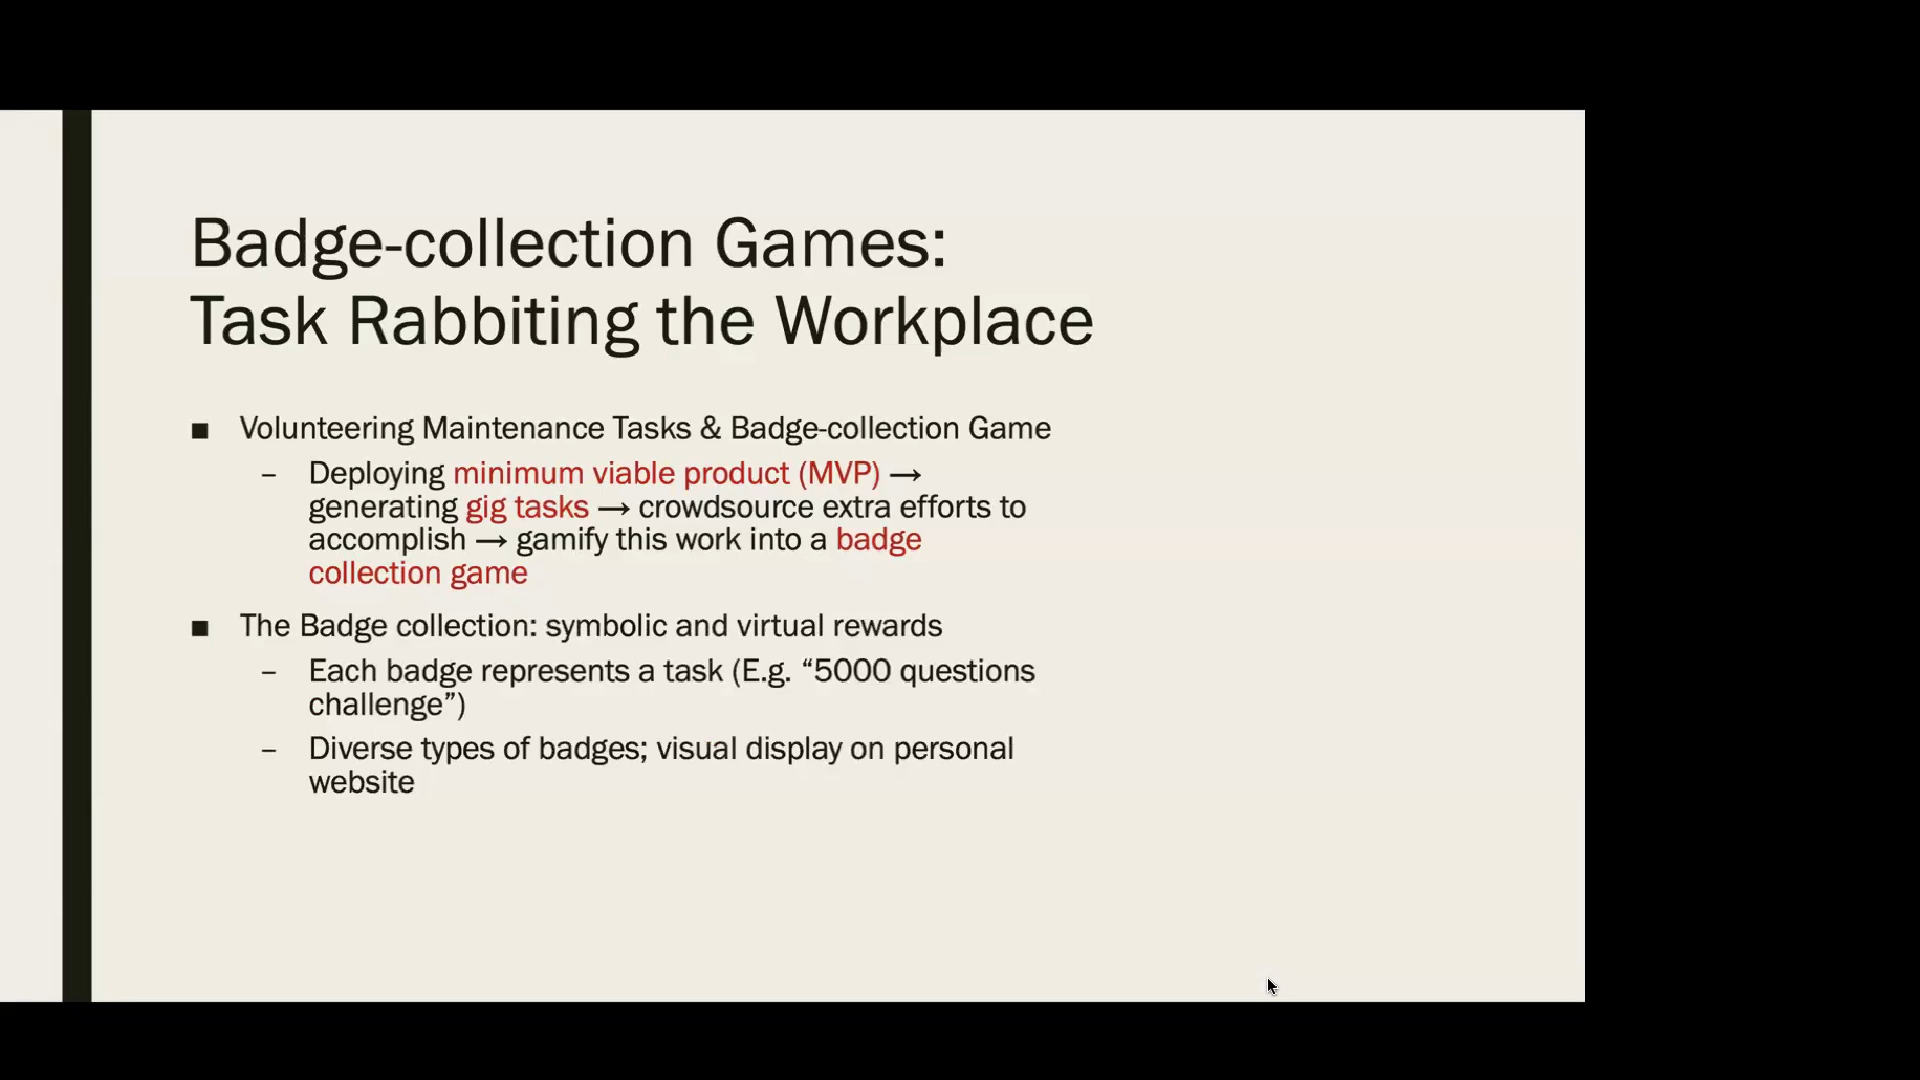 Badge-collection Games:
Task Rabbiting the Workplace
■ Volunteering Maintenance Tasks & Badge-collection Game
– Deploying minimum viable product (MVP) →
generating gig tasks → crowdsource extra efforts to
accomplish → gamify this work into a badge
collection game
■ The Badge collection: symbolic and virtual rewards
– Each badge represents a task (E.g. “5000 questions
challenge”)
– Diverse types of badges; visual display on personal
website